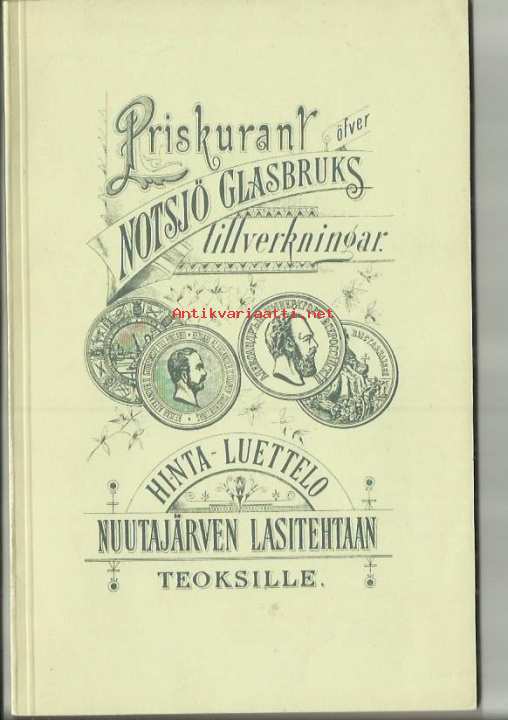 Priskurant öfver
NOTSJÖ GLASBRUKS
tillverkningar.
Antikvariaatti.net
HINTA-LUETTELO
NUUTAJÄRVEN LASITEHTAAN
TEOKSILLE.